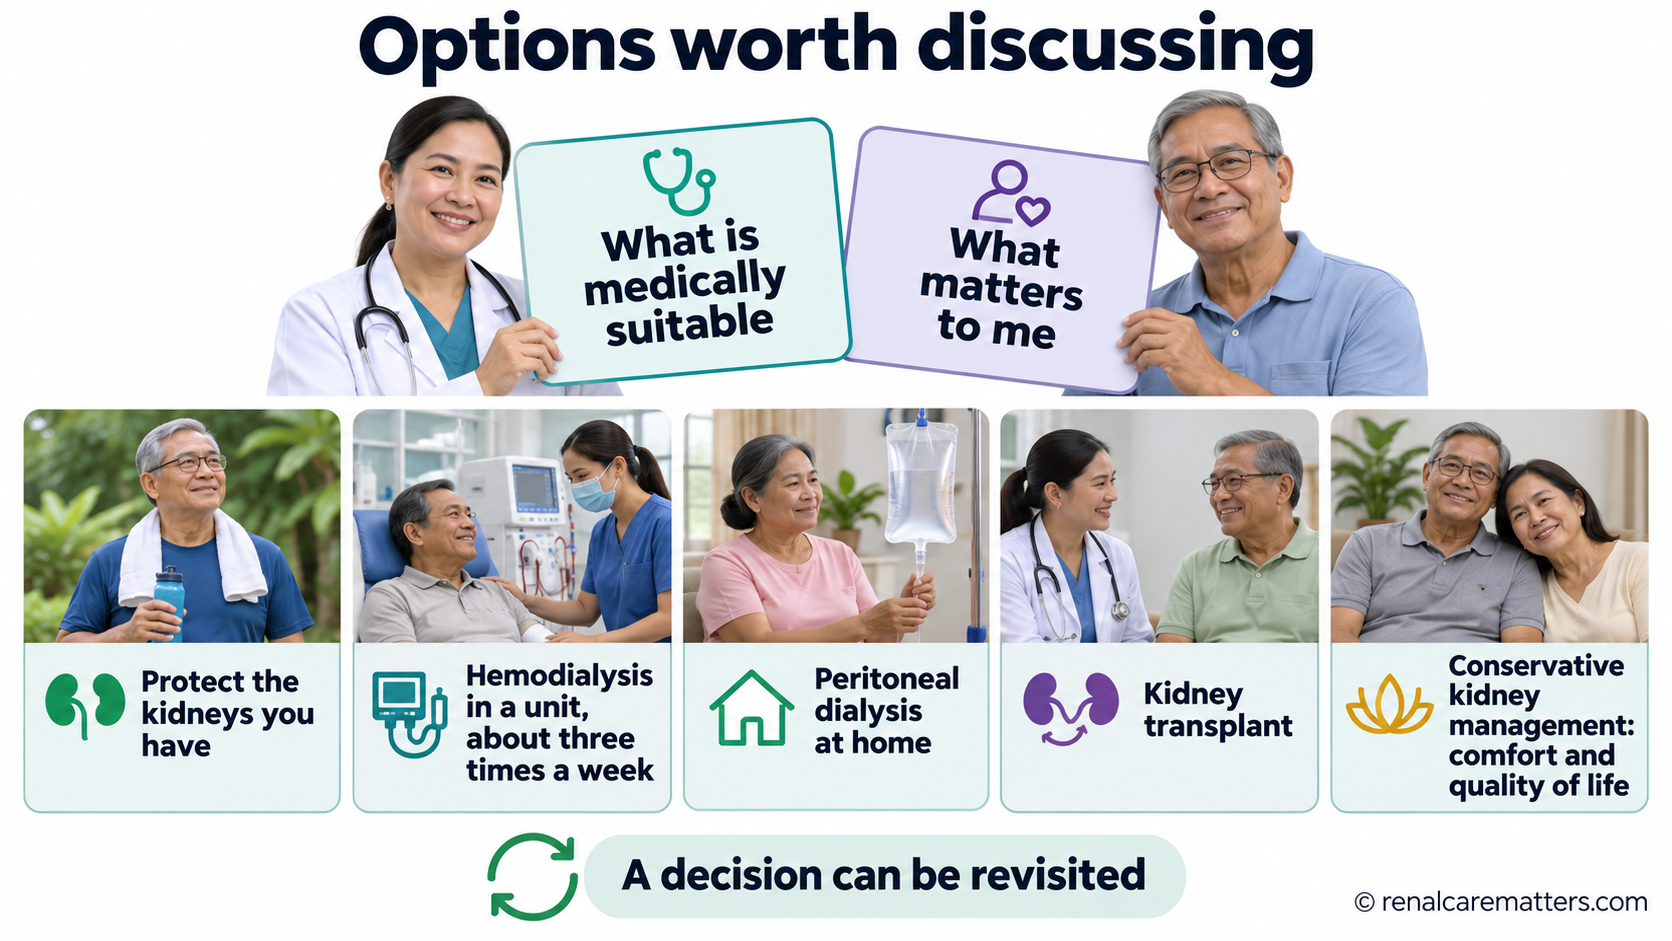 Options worth discussing
What is
medically
suitable
What
matters
to me
Protect the
kidneys you
have
Hemodialysis
in a unit,
about three
times a week
Peritoneal
dialysis
at home
Kidney
transplant
Conservative
kidney
management:
comfort and
quality of life
A decision can be revisited
© renalcarematters.com